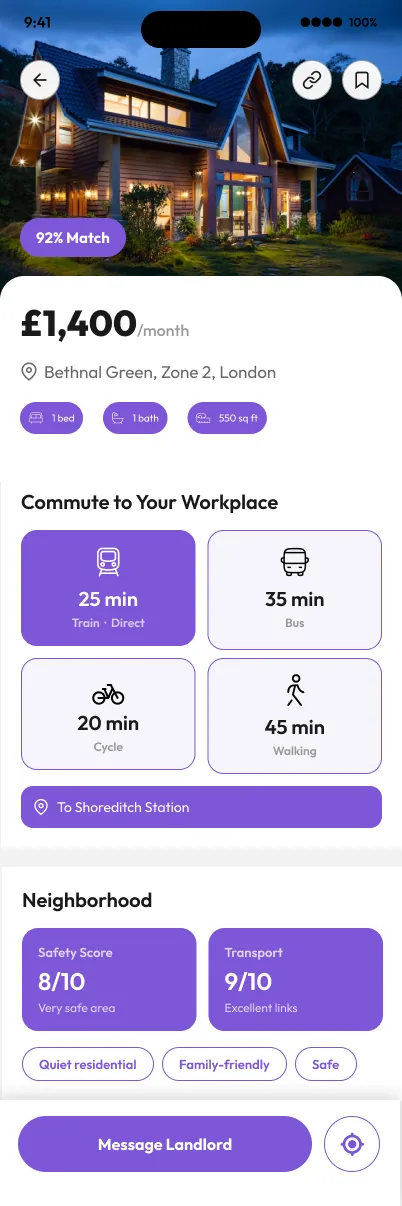 9:41
100%
92% Match
£1,400/month
Bethnal Green, Zone 2, London
1 bed
1 bath
550 sq ft
Commute to Your Workplace
25 min
Train · Direct
35 min
Bus
20 min
Cycle
45 min
Walking
To Shoreditch Station
Neighborhood
Safety Score
8/10
Very safe area
Transport
9/10
Excellent links
Quiet residential
Family-friendly
Safe
Message Landlord